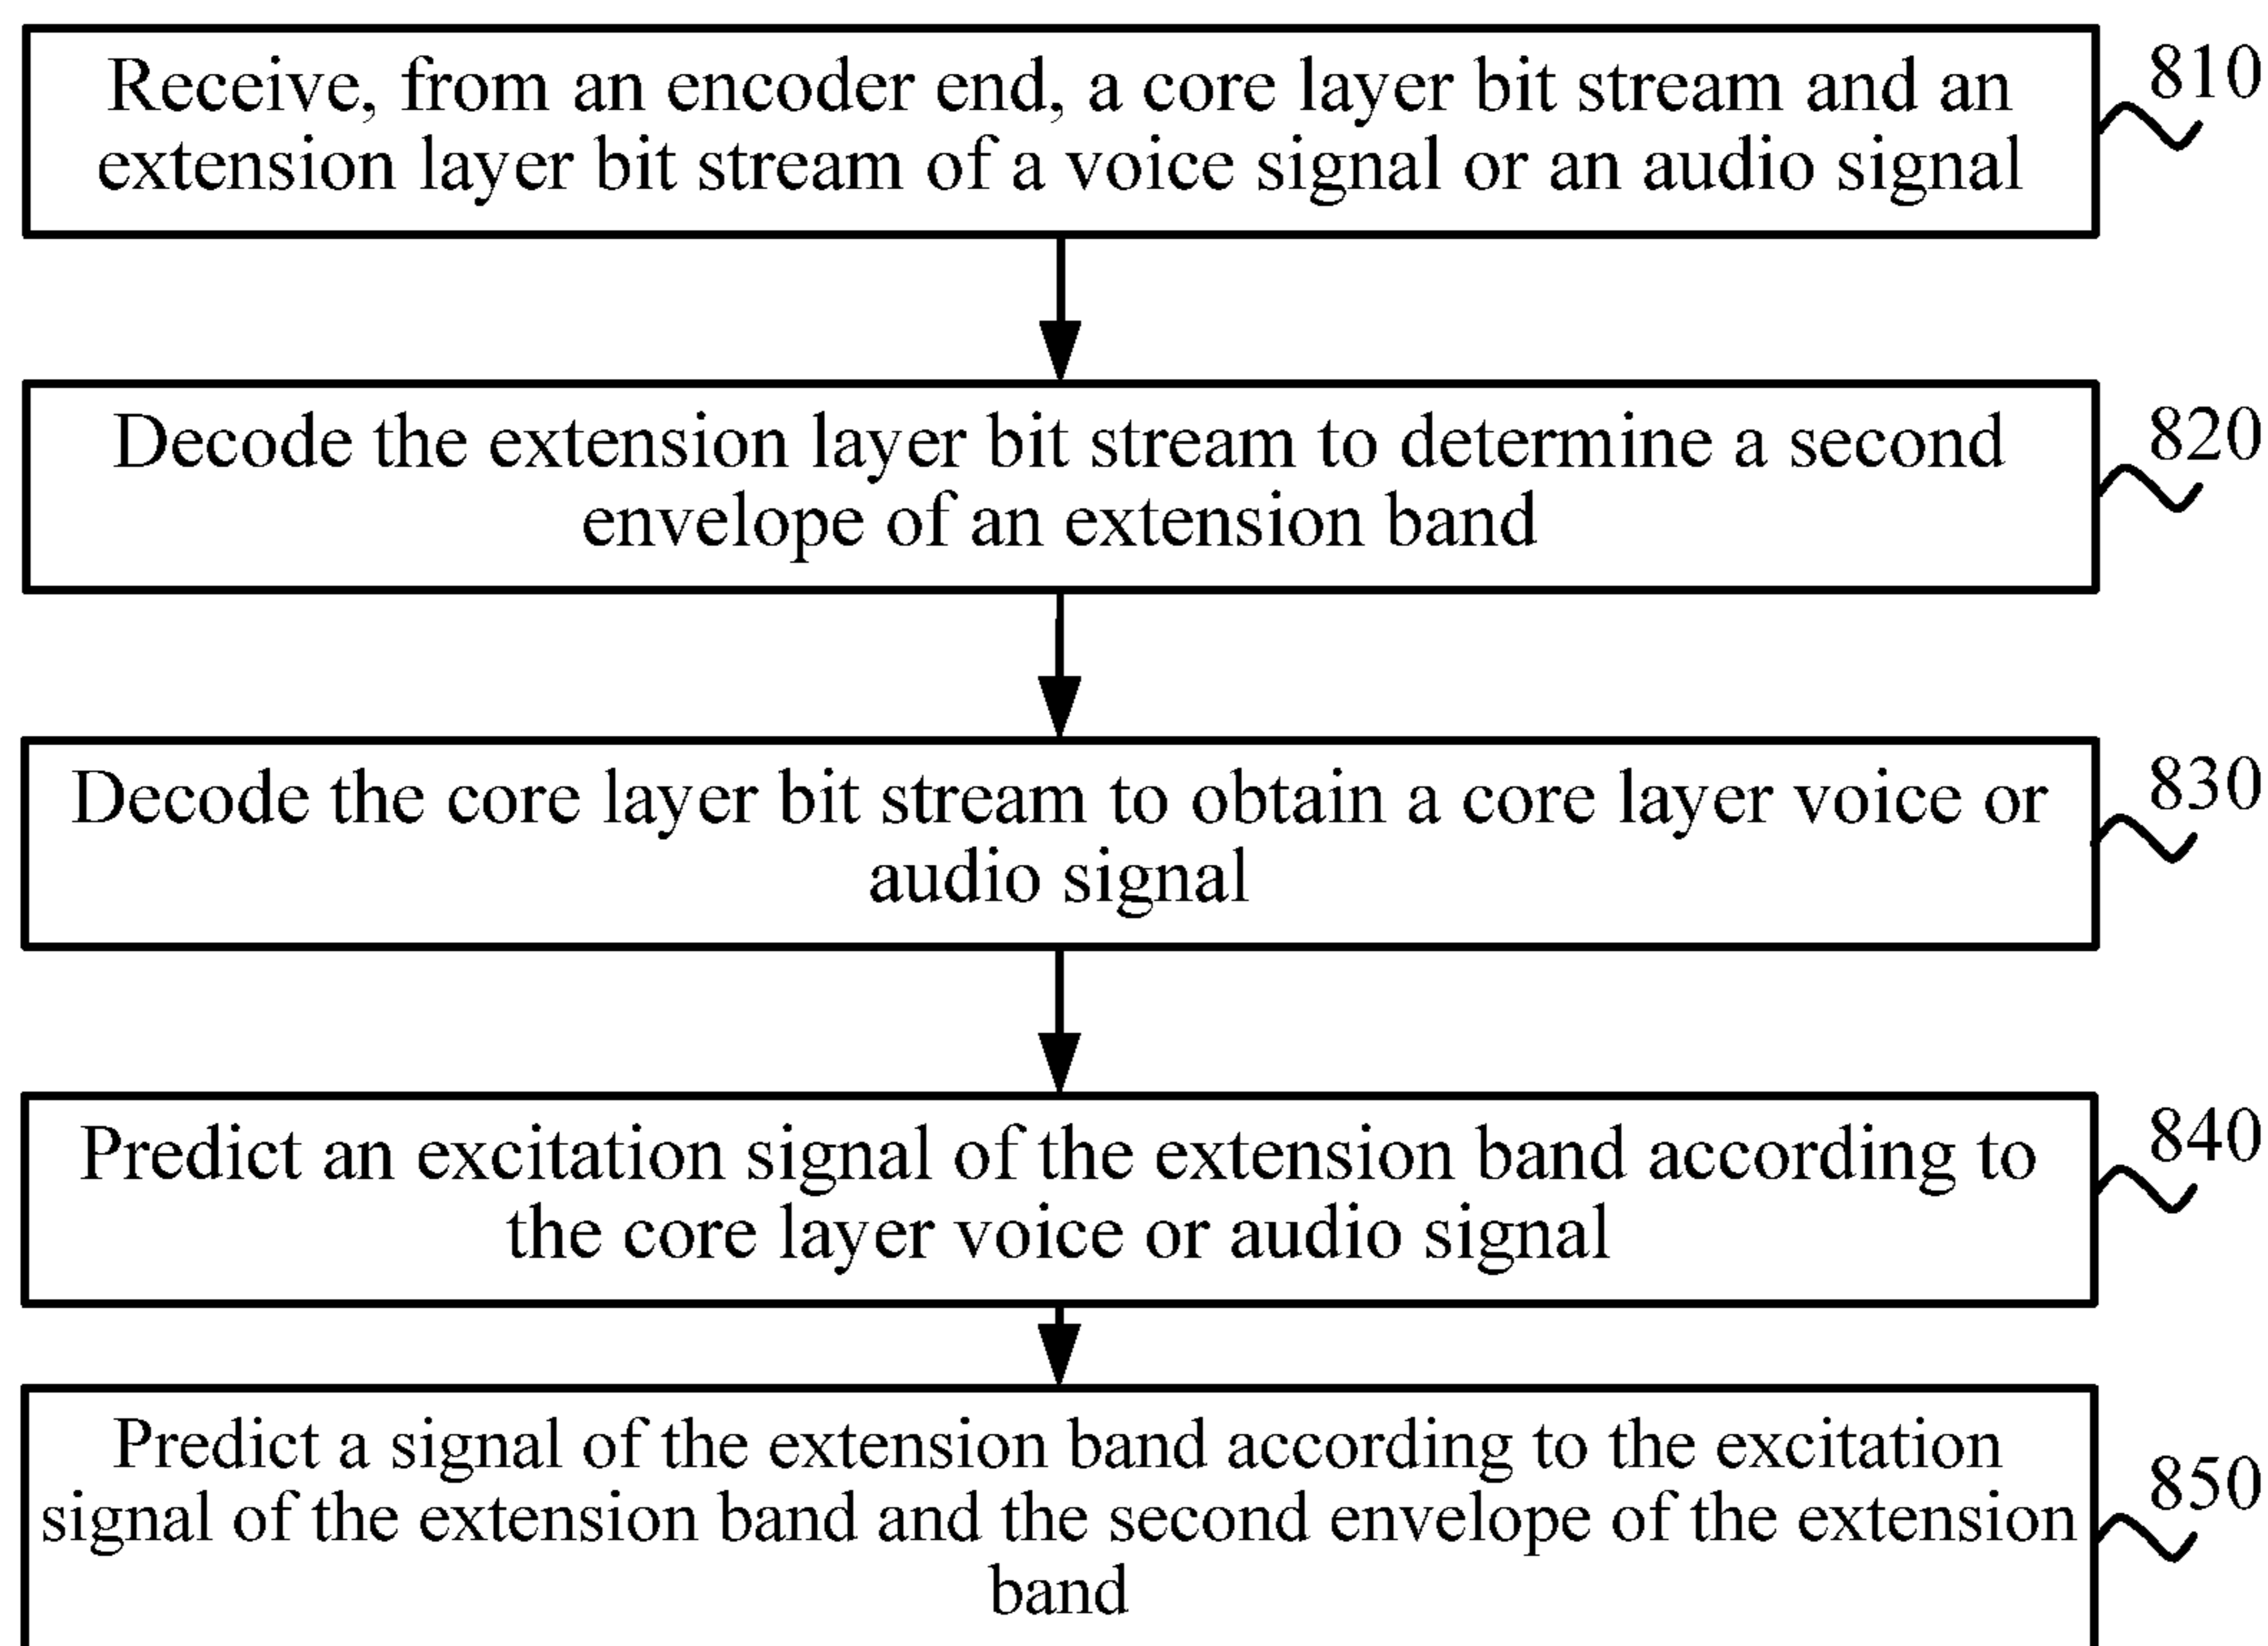 Receive, from an encoder end, a core layer bit stream and an
extension layer bit stream of a voice signal or an audio signal
810
Decode the extension layer bit stream to determine a second
envelope of an extension band
820
Decode the core layer bit stream to obtain a core layer voice or
audio signal
830
Predict an excitation signal of the extension band according to
the core layer voice or audio signal
840
Predict a signal of the extension band according to the excitation
signal of the extension band and the second envelope of the extension
band
850